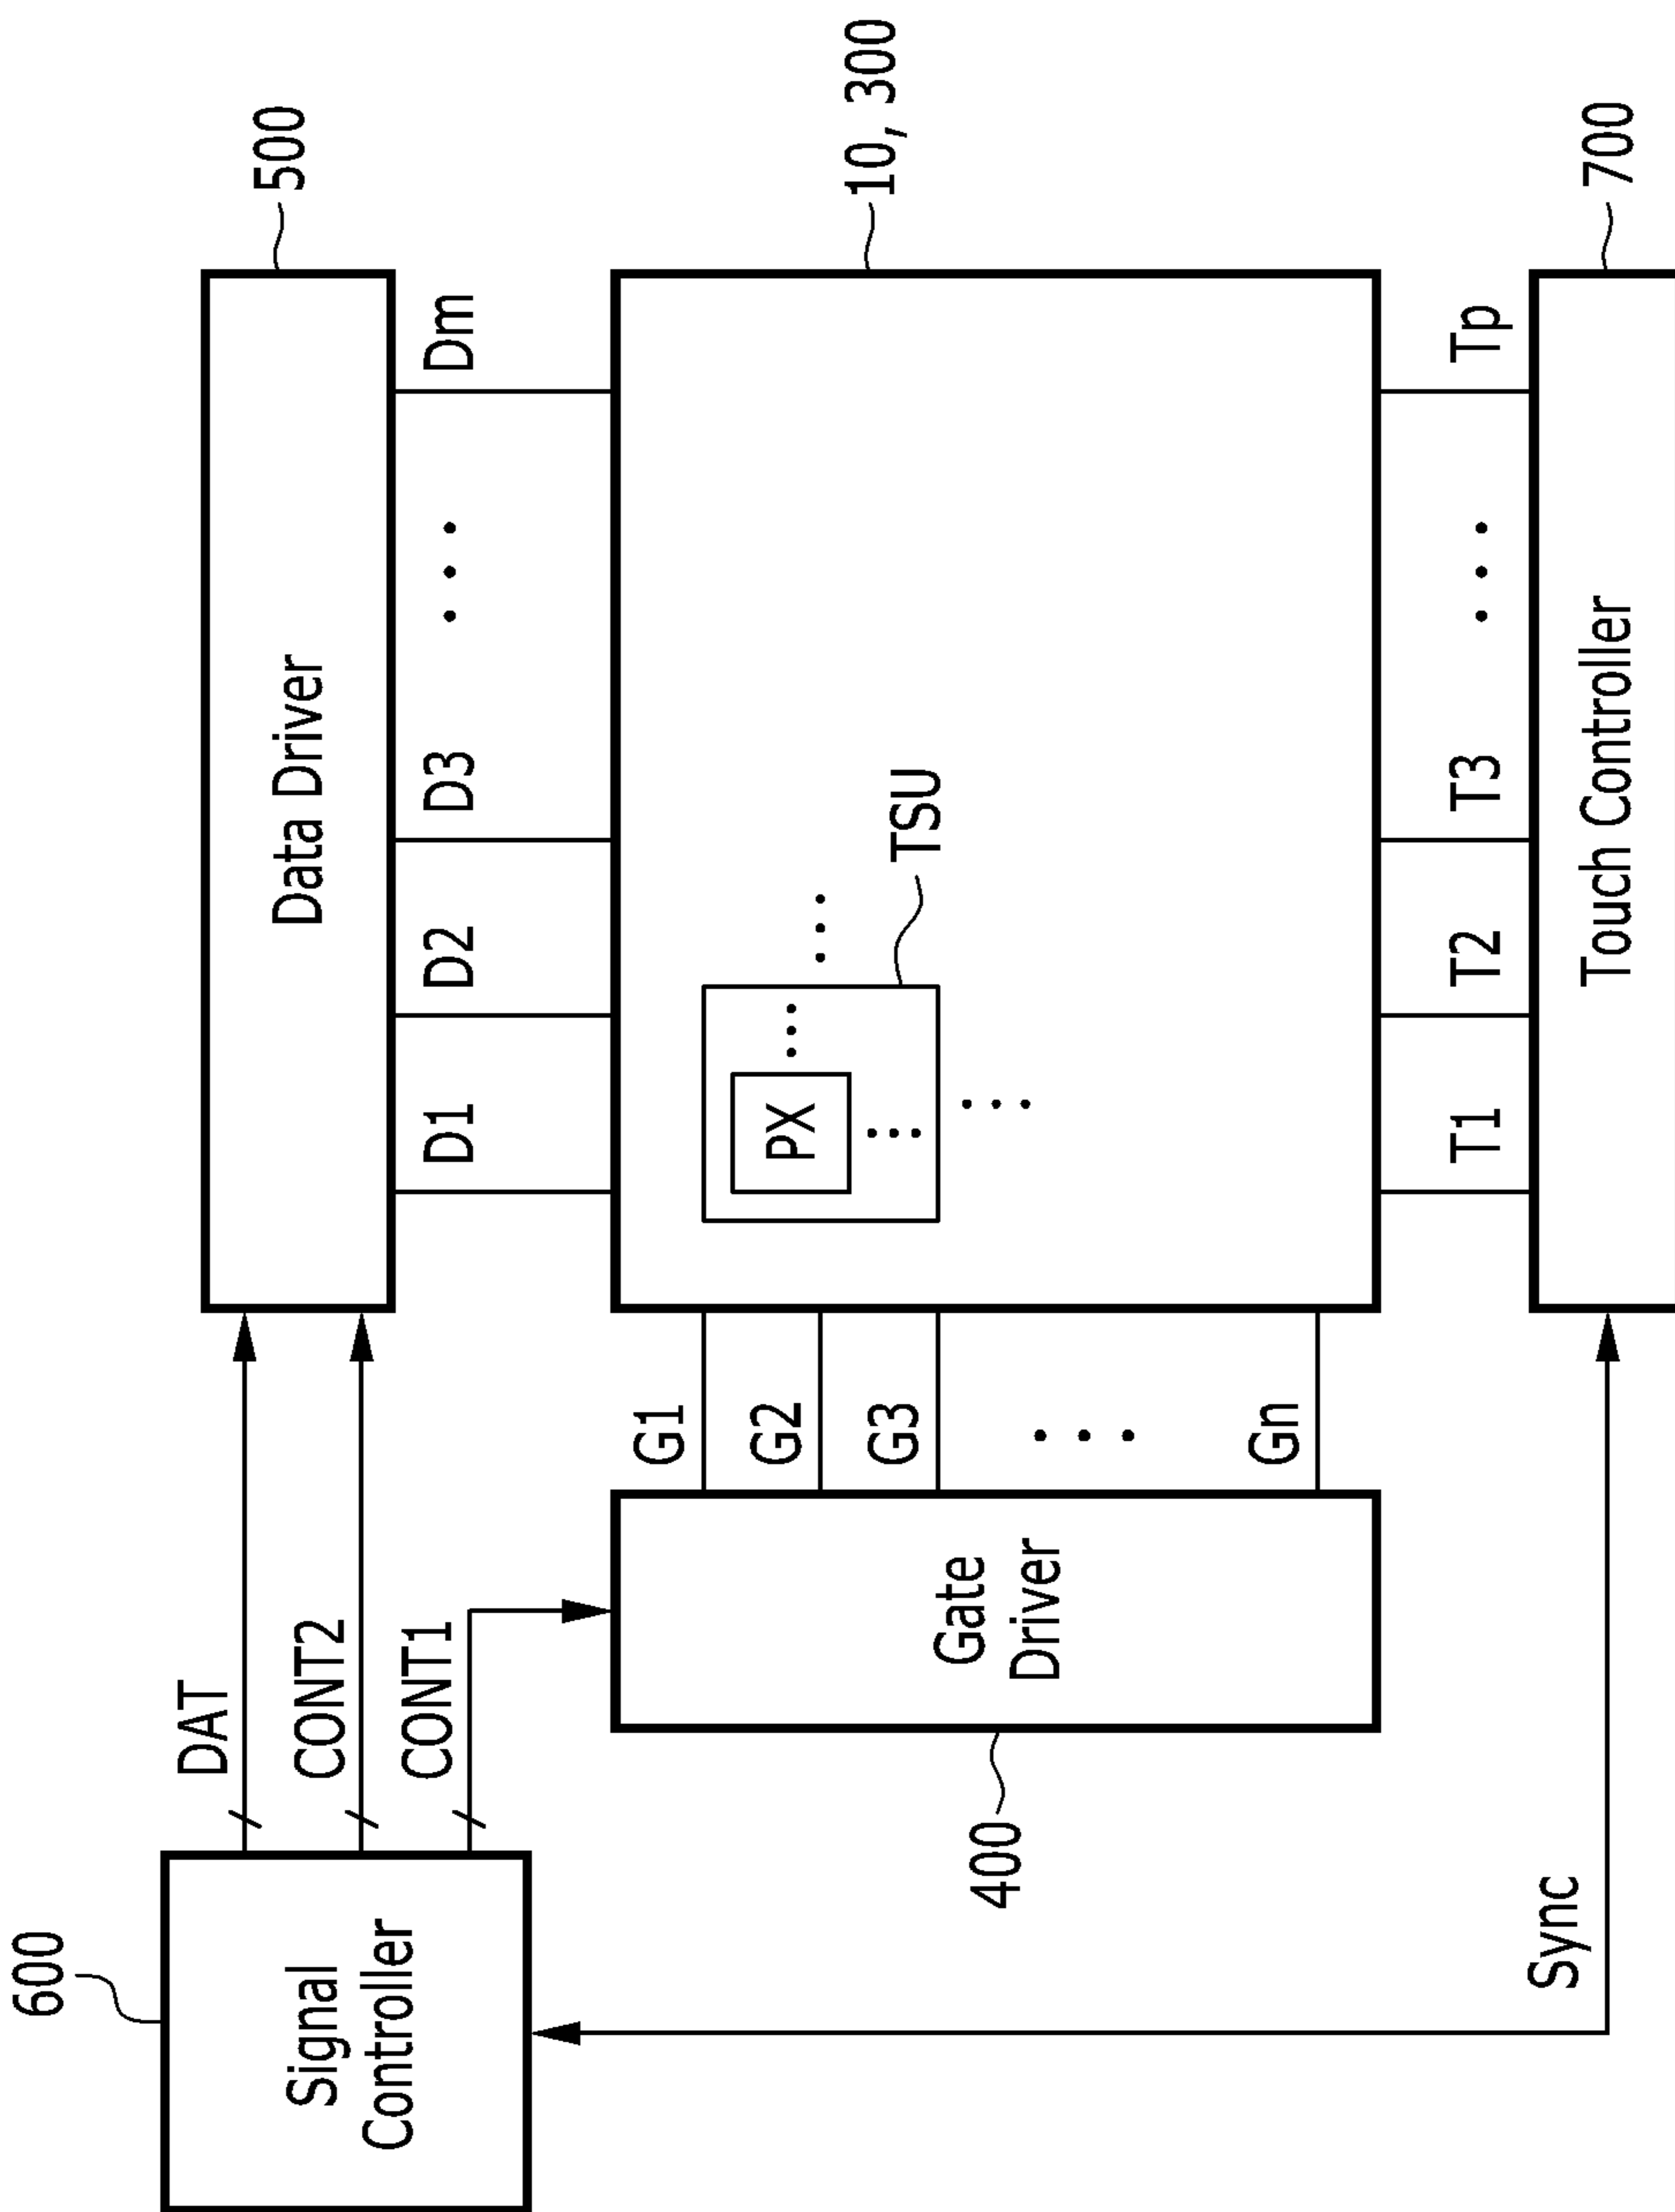 600
Signal
Controller
DAT
CONT2
CONT1
Data Driver
500
D1
D2
D3
Dm
10, 300
PX
TSU
G1
G2
G3
Gn
Gate
Driver
400
T1
T2
T3
Tp
Sync
Touch Controller
700